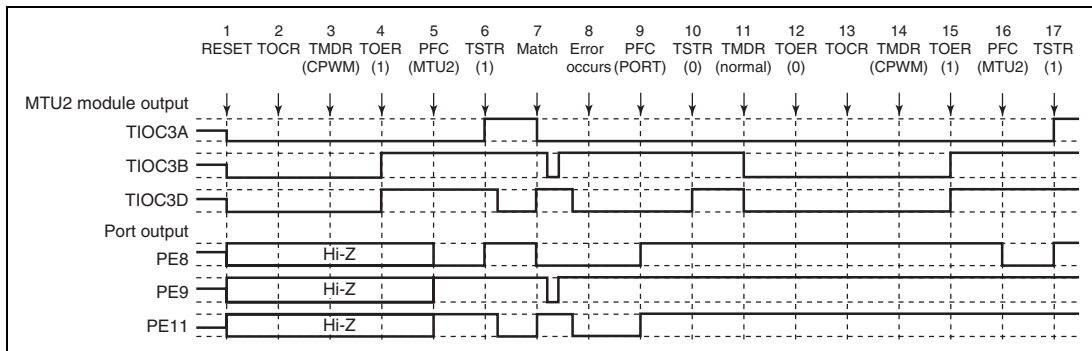 1 2 3 4 5 6 7 8 9 10 11 12 13 14 15 16 17
RESET TOCR TMDR TOER PFC TSTR Match Error PFC TSTR TMDR TOER TOCR TMDR TOER PFC TSTR
(CPWM) (1) (MTU2) (1) occurs (PORT) (0) (normal) (0) (CPWM) (1) (MTU2) (1)
MTU2 module output
TIOC3A
TIOC3B
TIOC3D
Port output
PE8 Hi-Z
PE9 Hi-Z
PE11 Hi-Z